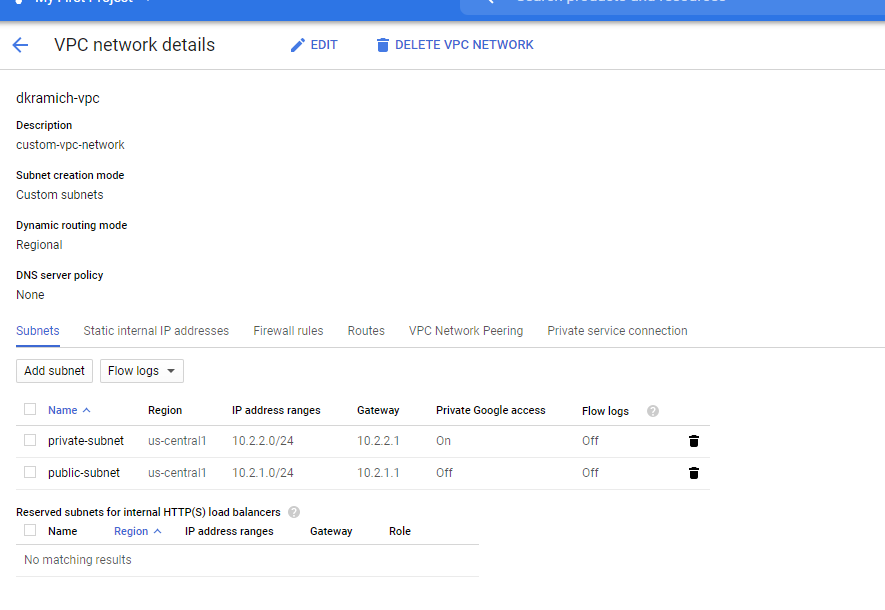 My First Project
Search products and resources
VPC network details
EDIT
DELETE VPC NETWORK
dkramich-vpc
Description
custom-vpc-network
Subnet creation mode
Custom subnets
Dynamic routing mode
Regional
DNS server policy
None
Subnets Static internal IP addresses Firewall rules Routes VPC Network Peering Private service connection
Add subnet Flow logs
Name Region IP address ranges Gateway Private Google access Flow logs ?
private-subnet us-central1 10.2.2.0/24 10.2.2.1 On Off
public-subnet us-central1 10.2.1.0/24 10.2.1.1 Off Off
Reserved subnets for internal HTTP(S) load balancers ?
Name Region IP address ranges Gateway Role
No matching results